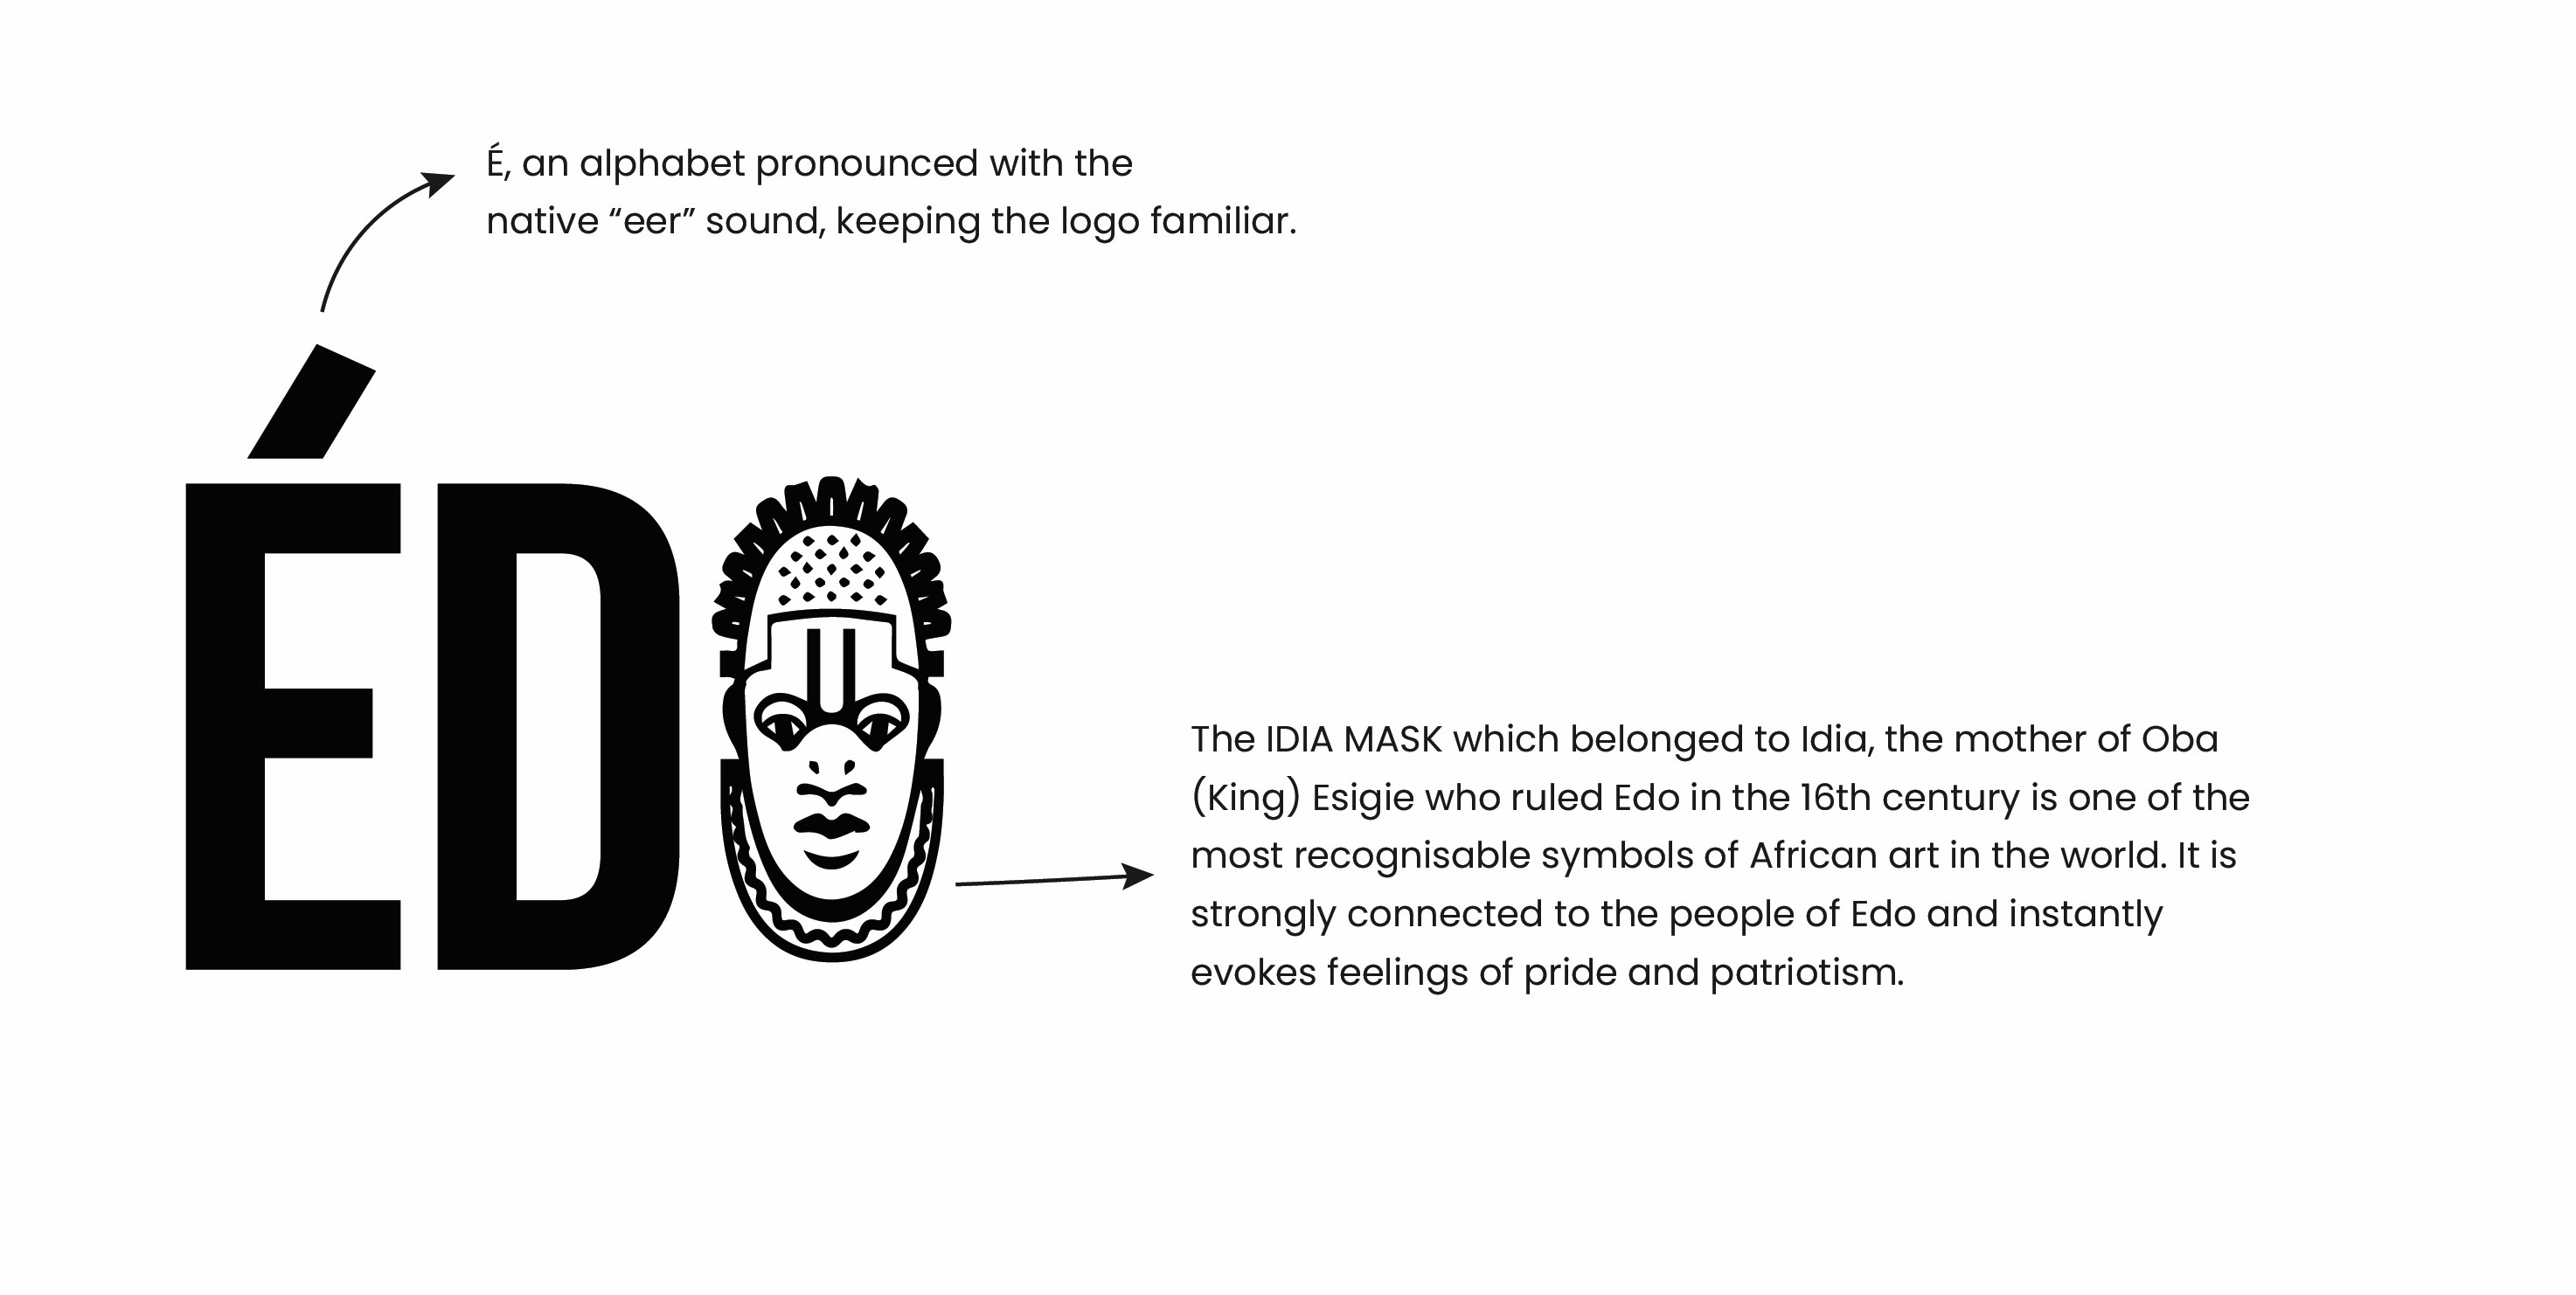 É, an alphabet pronounced with the
native “eer” sound, keeping the logo familiar.
ÉD
The IDIA MASK which belonged to Idia, the mother of Oba
(King) Esigie who ruled Edo in the 16th century is one of the
most recognisable symbols of African art in the world. It is
strongly connected to the people of Edo and instantly
evokes feelings of pride and patriotism.